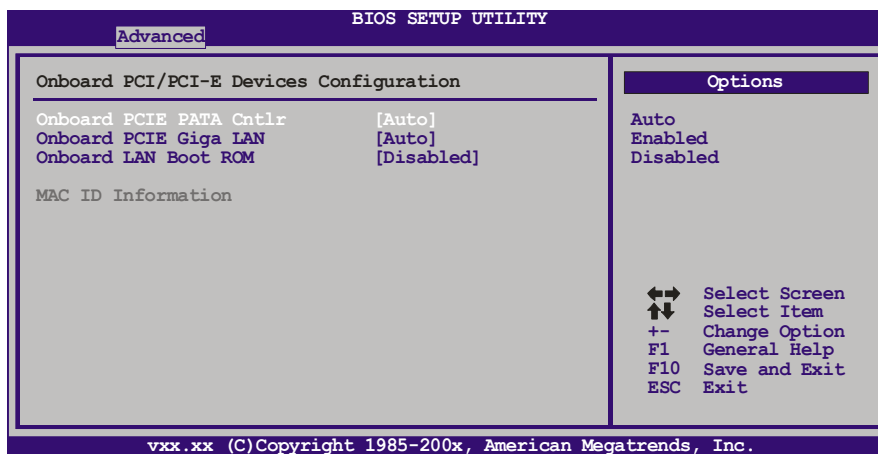 BIOS SETUP UTILITY
Advanced
Onboard PCI/PCI-E Devices Configuration
Onboard PCIE PATA Cntlr [Auto]
Onboard PCIE Giga LAN [Auto]
Onboard LAN Boot ROM [Disabled]
MAC ID Information
Options
Auto
Enabled
Disabled
Select Screen
Select Item
+- Change Option
F1 General Help
F10 Save and Exit
ESC Exit
vxx.xx (C)Copyright 1985-200x, American Megatrends, Inc.